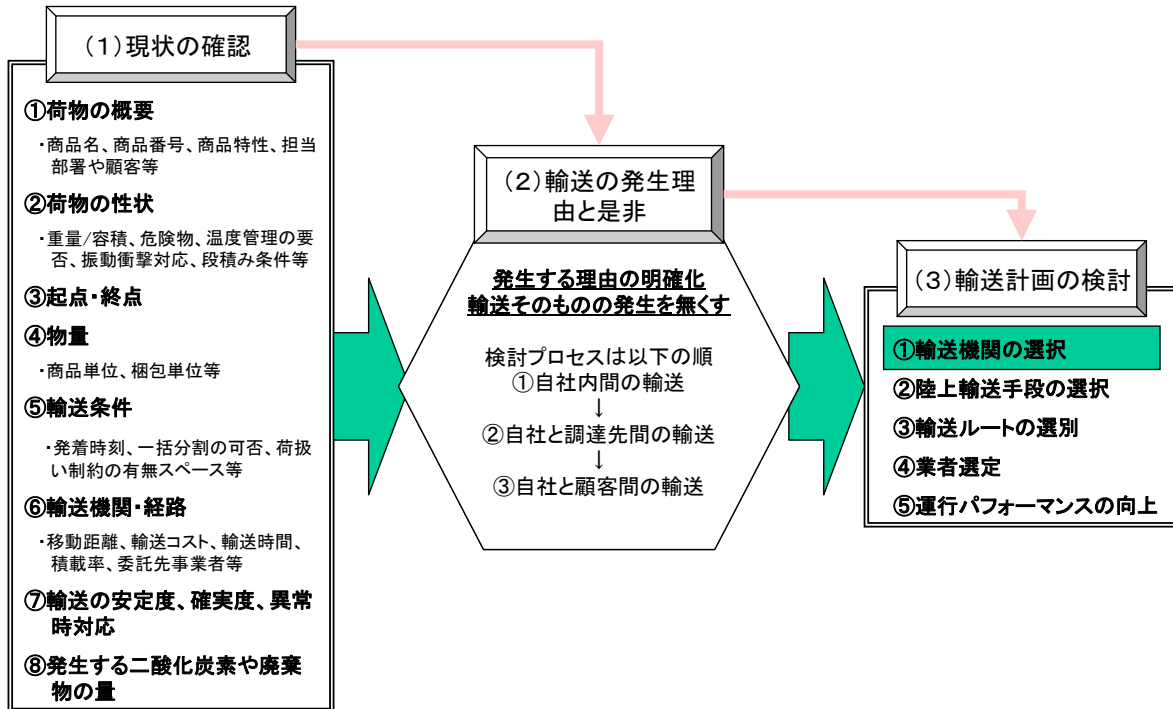 (1)現状の確認
①荷物の概要
・商品名、商品番号、商品特性、担当
部署や顧客等
②荷物の性状
・重量/容積、危険物、温度管理の要
否、振動衝撃対応、段積み条件等
③起点・終点
④物量
・商品単位、梱包単位等
⑤輸送条件
・発着時刻、一括分割の可否、荷扱
い制約の有無スペース等
⑥輸送機関・経路
・移動距離、輸送コスト、輸送時間、
積載率、委託先事業者等
⑦輸送の安定度、確実度、異常
時対応
⑧発生する二酸化炭素や廃棄
物の量
(2)輸送の発生理
由と是非
発生する理由の明確化
輸送そのものの発生を無くす
検討プロセスは以下の順
①自社内間の輸送
↓
②自社と調達先間の輸送
↓
③自社と顧客間の輸送
(3)輸送計画の検討
①輸送機関の選択
②陸上輸送手段の選択
③輸送ルートの選別
④業者選定
⑤運行パフォーマンスの向上